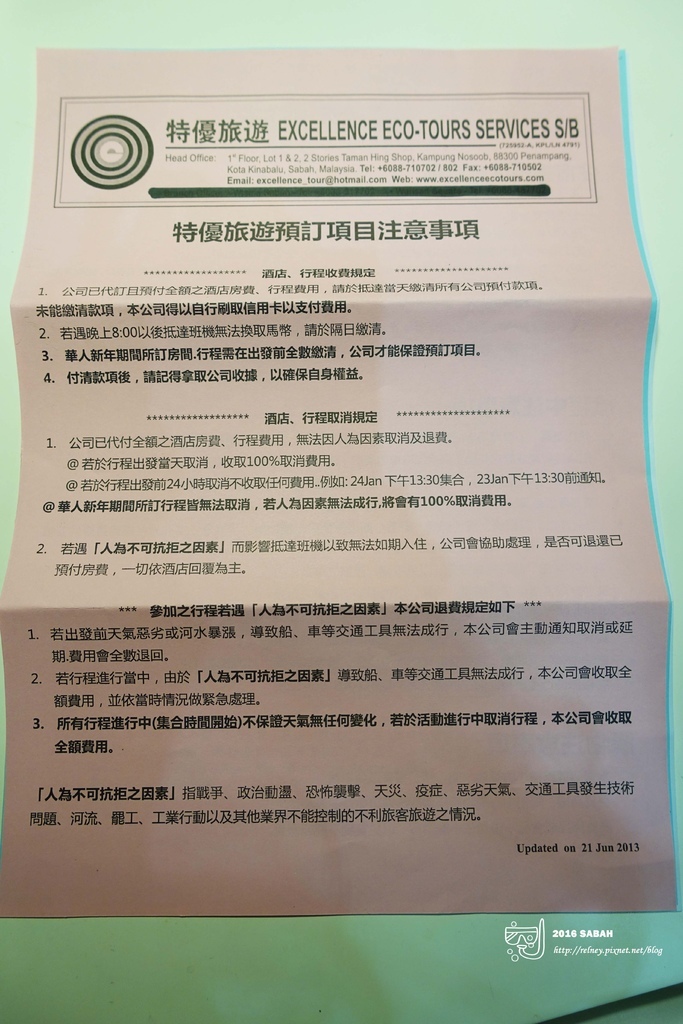 特優旅遊 EXCELLENCE ECO-TOURS SERVICES S/B
(725952-A, KPL/LN 4791)
Head Office: 1st Floor, Lot 1 & 2, 2 Stories Taman Hing Shop, Kampung Nosoob, 88300 Penampang,
Kota Kinabalu, Sabah, Malaysia. Tel: +6088-710702 / 802 Fax: +6088-710502
Email: excellence_tour@hotmail.com Web: www.excellenceecotours.com
特優旅遊預訂項目注意事項
****************** 酒店、行程收費規定 ********************
1. 公司已代訂且預付全額之酒店房費、行程費用，請於抵達當天繳清所有公司預付款項。
未能繳清款項，本公司得以自行刷取信用卡以支付費用。
2. 若遇晚上8:00以後抵達班機無法換取馬幣，請於隔日繳清。
3. 華人新年期間所訂房間.行程需在出發前全數繳清，公司才能保證預訂項目。
4. 付清款項後，請記得拿取公司收據，以確保自身權益。
****************** 酒店、行程取消規定 ********************
1. 公司已代付全額之酒店房費、行程費用，無法因人為因素取消及退費。
@ 若於行程出發當天取消，收取100%取消費用。
@ 若於行程出發前24小時取消不收取任何費用..例如: 24Jan 下午13:30集合，23Jan下午13:30前通知。
@ 華人新年期間所訂行程皆無法取消，若人為因素無法成行,將會有100%取消費用。
2. 若遇「人為不可抗拒之因素」而影響抵達班機以致無法如期入住，公司會協助處理，是否可退還已
預付房費，一切依酒店回覆為主。
*** 參加之行程若遇「人為不可抗拒之因素」本公司退費規定如下 ***
1. 若出發前天氣惡劣或河水暴漲，導致船、車等交通工具無法成行，本公司會主動通知取消或延
期.費用會全數退回。
2. 若行程進行當中，由於「人為不可抗拒之因素」導致船、車等交通工具無法成行，本公司會收取全
額費用，並依當時情況做緊急處理。
3. 所有行程進行中(集合時間開始)不保證天氣無任何變化，若於活動進行中取消行程，本公司會收取
全額費用。
「人為不可抗拒之因素」指戰爭、政治動盪、恐怖襲擊、天災、疫症、惡劣天氣、交通工具發生技術
問題、河流、罷工、工業行動以及其他業界不能控制的不利旅客旅遊之情況。
Updated on 21 Jun 2013
2016 SABAH
http://refney.pixnet.net/blog